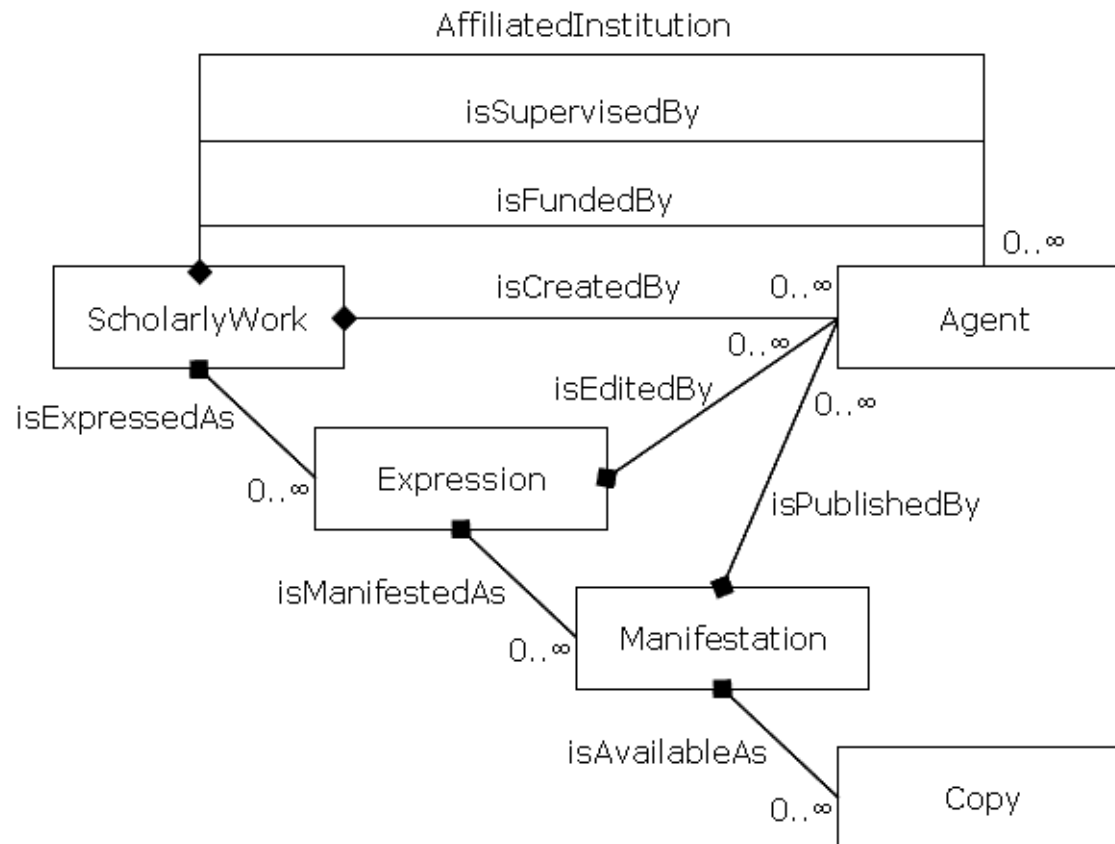 AffiliatedInstitution
isSupervisedBy
isFundedBy
0..∞
isCreatedBy
0..∞
ScholarlyWork
Agent
0..∞
isEditedBy
0..∞
isExpressedAs
Expression
0..∞
isPublishedBy
isManifestedAs
Manifestation
0..∞
isAvailableAs
Copy
0..∞